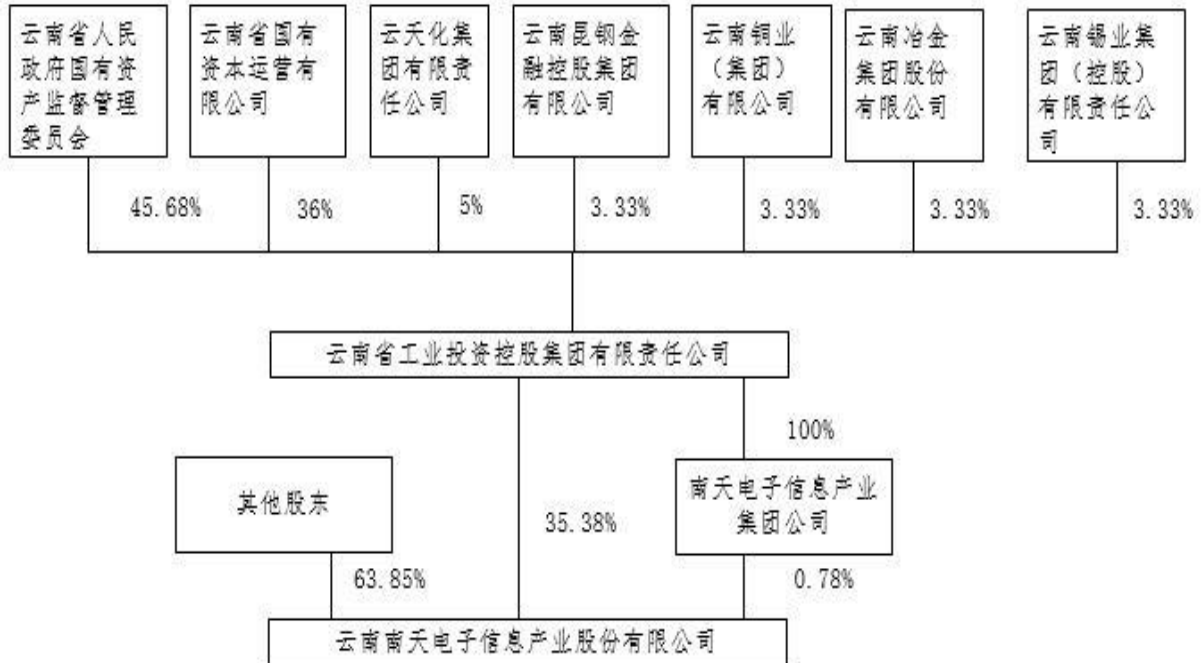 云南省人民
政府国有资
产监督管理
委员会
云南省国有
资本运营有
限公司
云天化集
团有限责
任公司
云南昆钢金
融控股集团
有限公司
云南铜业
（集团）
有限公司
云南冶金
集团股份
有限公司
云南锡业集
团（控股）
有限责任公
司
45.68%
36%
5%
3.33%
3.33%
3.33%
3.33%
云南省工业投资控股集团有限责任公司
100%
其他股东
35.38%
南天电子信息产业
集团公司
63.85%
0.78%
云南南天电子信息产业股份有限公司